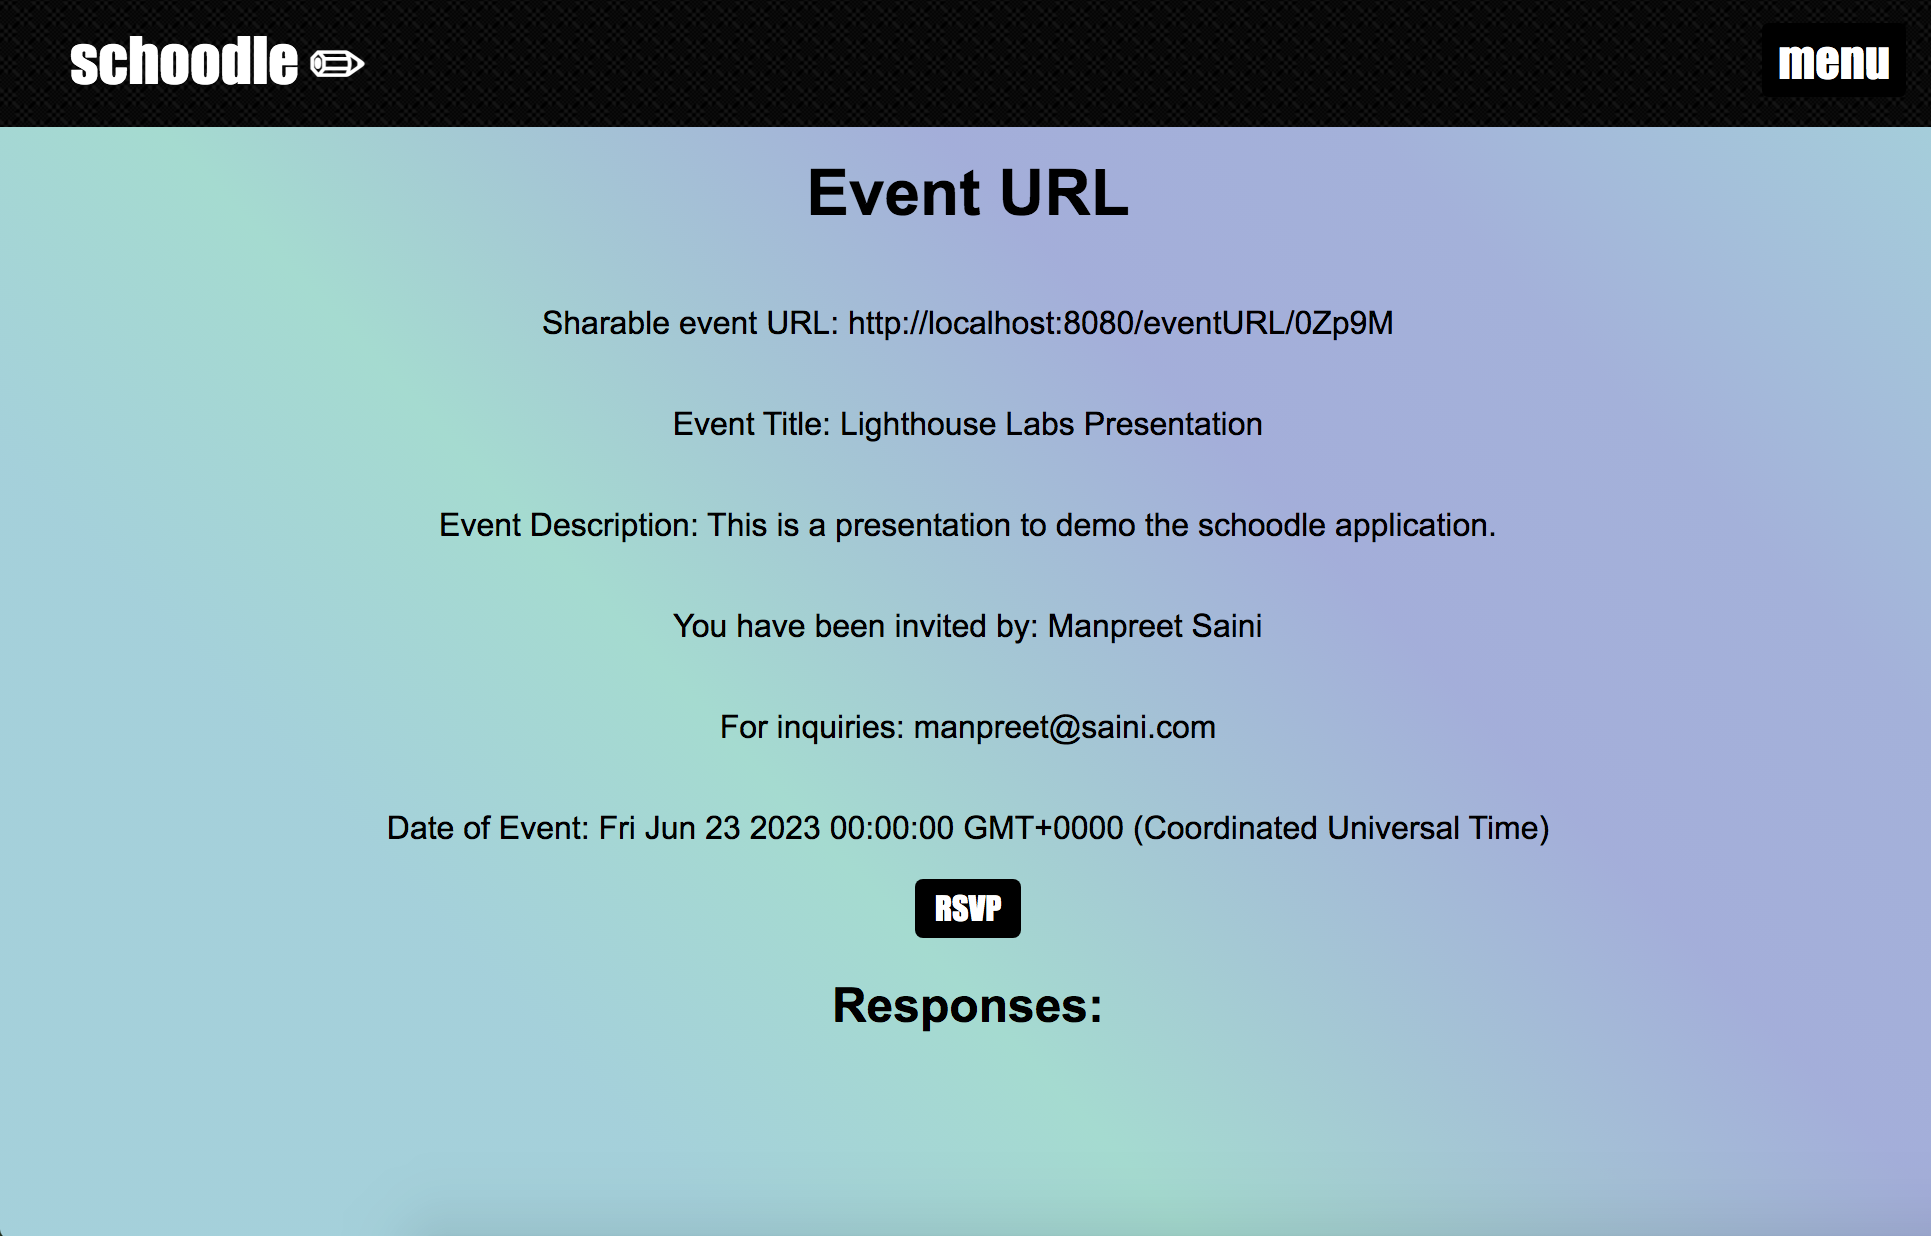 schoodle
menu
Event URL
Sharable event URL: http://localhost:8080/eventURL/0Zp9M
Event Title: Lighthouse Labs Presentation
Event Description: This is a presentation to demo the schoodle application.
You have been invited by: Manpreet Saini
For inquiries: manpreet@saini.com
Date of Event: Fri Jun 23 2023 00:00:00 GMT+0000 (Coordinated Universal Time)
RSVP
Responses: